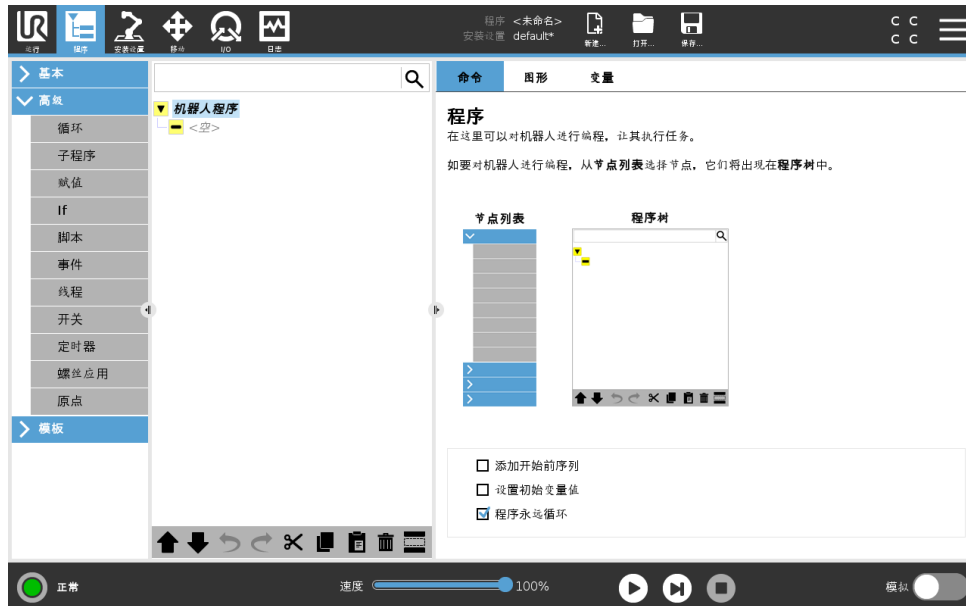 UR
运行
程序
安装设置
移动
I/O
日志
程序 <未命名>
安装设置 default*
新建...
打开...
保存...
C C
C C
基本
高级
循环
子程序
赋值
If
脚本
事件
线程
开关
定时器
螺丝应用
原点
模板
机器人程序
<空>
命令 图形 变量
程序
在这里可以对机器人进行编程，让其执行任务。
如要对机器人进行编程，从节点列表选择节点，它们将出现在程序树中。
节点列表
程序树
添加开始前序列
设置初始变量值
程序永远循环
正常
速度
100%
模拟